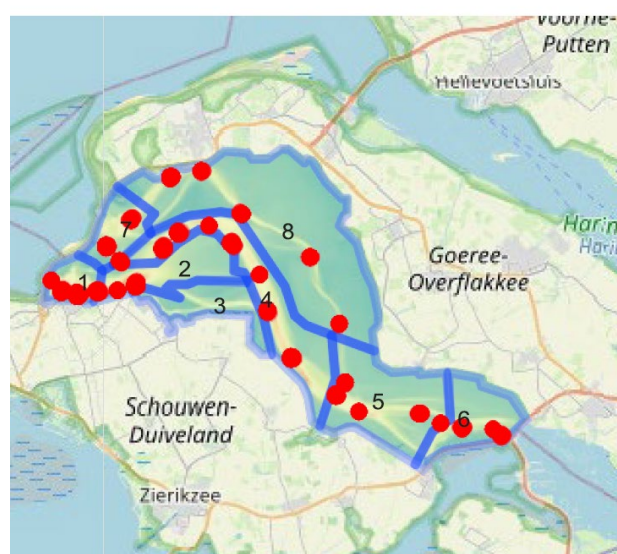 Voorne-
Putten
Hellevoetsluis
Harin
Harin
7
8
Goeree-
Overflakkee
1
2
3
4
Schouwen-
Duiveland
5
6
Zierikzee